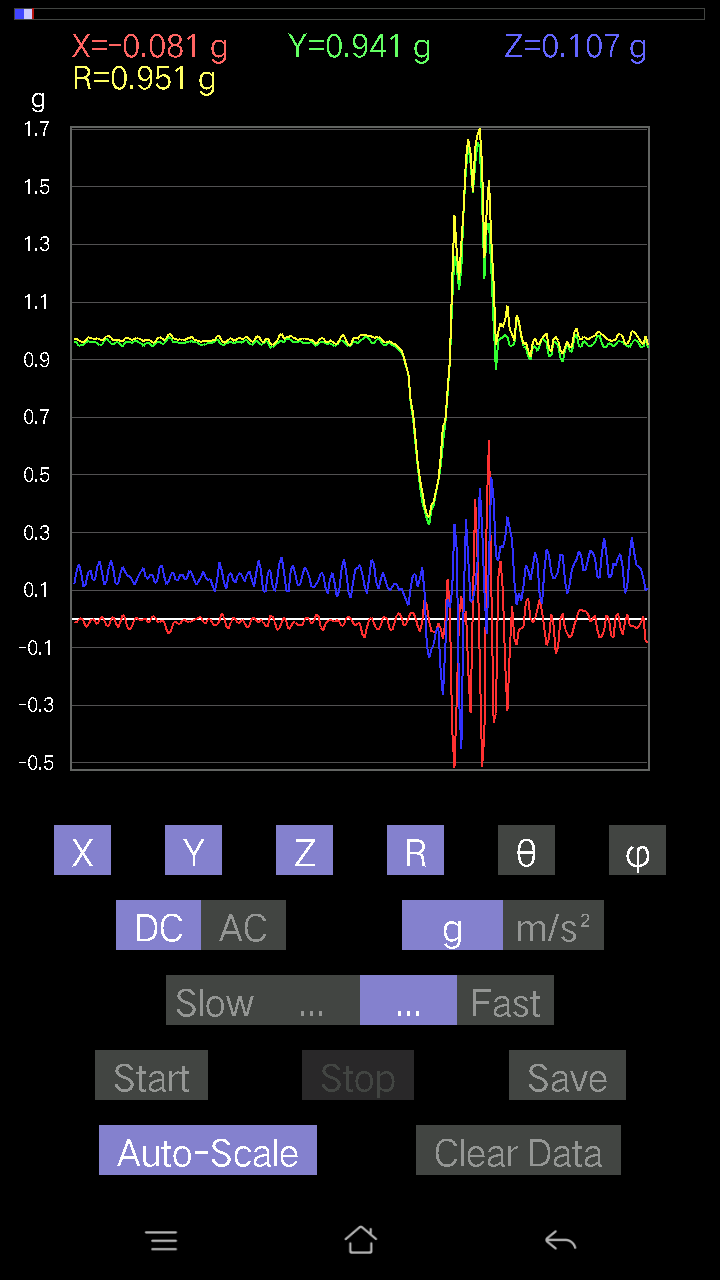 X=-0.081 g Y=0.941 g Z=0.107 g
R=0.951 g
g
1.7
1.5
1.3
1.1
0.9
0.7
0.5
0.3
0.1
-0.1
-0.3
-0.5
X Y Z R θ φ
DC AC g m/s²
Slow ... ... Fast
Start Stop Save
Auto-Scale Clear Data